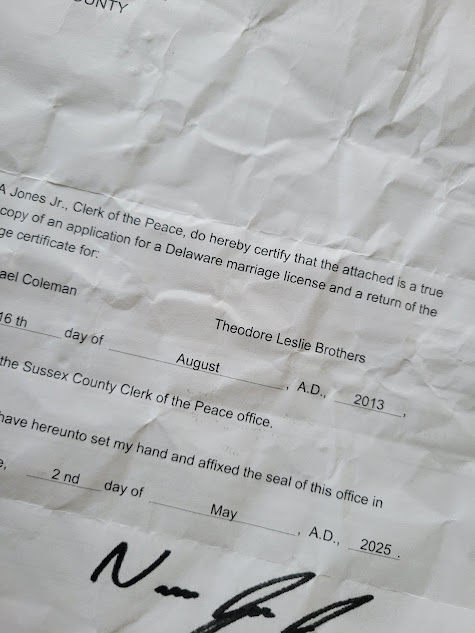 UNTY
A Jones Jr., Clerk of the Peace, do hereby certify that the attached is a true
copy of an application for a Delaware marriage license and a return of the
ge certificate for:
ael Coleman
Theodore Leslie Brothers
16 th day of August, A.D., 2013,
the Sussex County Clerk of the Peace office.
have hereunto set my hand and affixed the seal of this office in
e, 2 nd day of May, A.D., 2025.